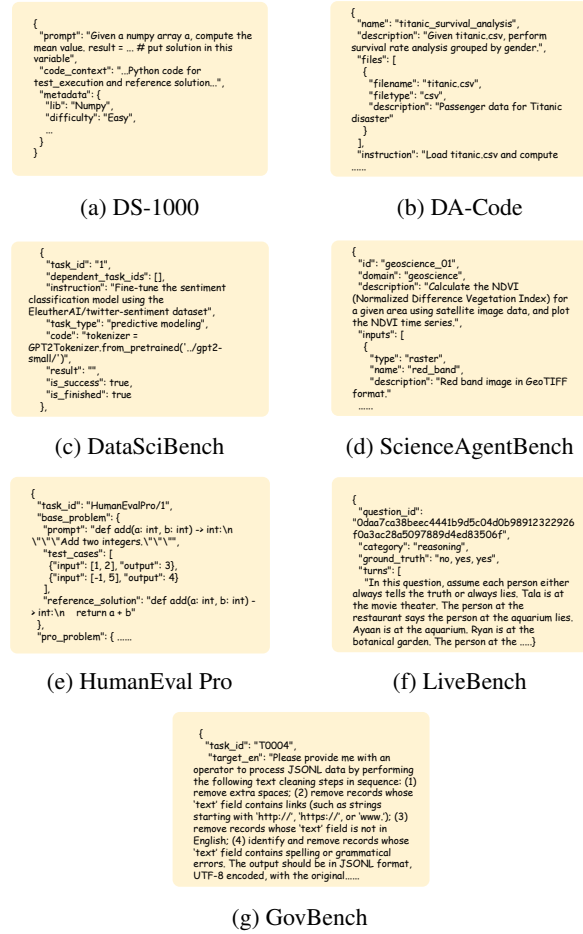 {
"prompt": "Given a numpy array a, compute the
mean value. result = ... # put solution in this
variable",
"code_context": "...Python code for
test_execution and reference solution...",
"metadata": {
"lib": "Numpy",
"difficulty": "Easy",
...
}
}
(a) DS-1000
{
"name": "titanic_survival_analysis",
"description": "Given titanic.csv, perform
survival rate analysis grouped by gender.",
"files": [
{
"filename": "titanic.csv",
"filetype": "csv",
"description": "Passenger data for Titanic
disaster"
}
],
"instruction": "Load titanic.csv and compute
......
(b) DA-Code
{
"task_id": "1",
"dependent_task_ids": [],
"instruction": "Fine-tune the sentiment
classification model using the
EleutherAI/twitter-sentiment dataset",
"task_type": "predictive modeling",
"code": "tokenizer =
GPT2Tokenizer.from_pretrained('../gpt2-
small/')",
"result": "",
"is_success": true,
"is_finished": true
},
(c) DataSciBench
{
"id": "geoscience_01",
"domain": "geoscience",
"description": "Calculate the NDVI
(Normalized Difference Vegetation Index) for
a given area using satellite image data, and plot
the NDVI time series.",
"inputs": [
{
"type": "raster",
"name": "red_band",
"description": "Red band image in GeoTIFF
format."
......
(d) ScienceAgentBench
{
"task_id": "HumanEvalPro/1",
"base_problem": {
"prompt": "def add(a: int, b: int) -> int:\n
\"\"\"Add two integers.\"\"\"",
"test_cases": [
{"input": [1, 2], "output": 3},
{"input": [-1, 5], "output": 4}
],
"reference_solution": "def add(a: int, b: int) -
> int:\n    return a + b"
},
"pro_problem": { ......
(e) HumanEval Pro
{
"question_id":
"0daa7ca38beec4441b9d5c04d0b98912322926
f0a3ac28a5097889d4ed83506f",
"category": "reasoning",
"ground_truth": "no, yes, yes",
"turns": [
"In this question, assume each person either
always tells the truth or always lies. Tala is at
the movie theater. The person at the
restaurant says the person at the aquarium lies.
Ayaan is at the aquarium. Ryan is at the
botanical garden. The person at the .....}
(f) LiveBench
{
"task_id": "T0004",
"target_en": "Please provide me with an
operator to process JSONL data by performing
the following text cleaning steps in sequence: (1)
remove extra spaces; (2) remove records whose
'text' field contains links (such as strings
starting with 'http://', 'https://', or 'www.'); (3)
remove records whose 'text' field is not in
English; (4) identify and remove records whose
'text' field contains spelling or grammatical
errors. The output should be in JSONL format,
UTF-8 encoded, with the original......
(g) GovBench